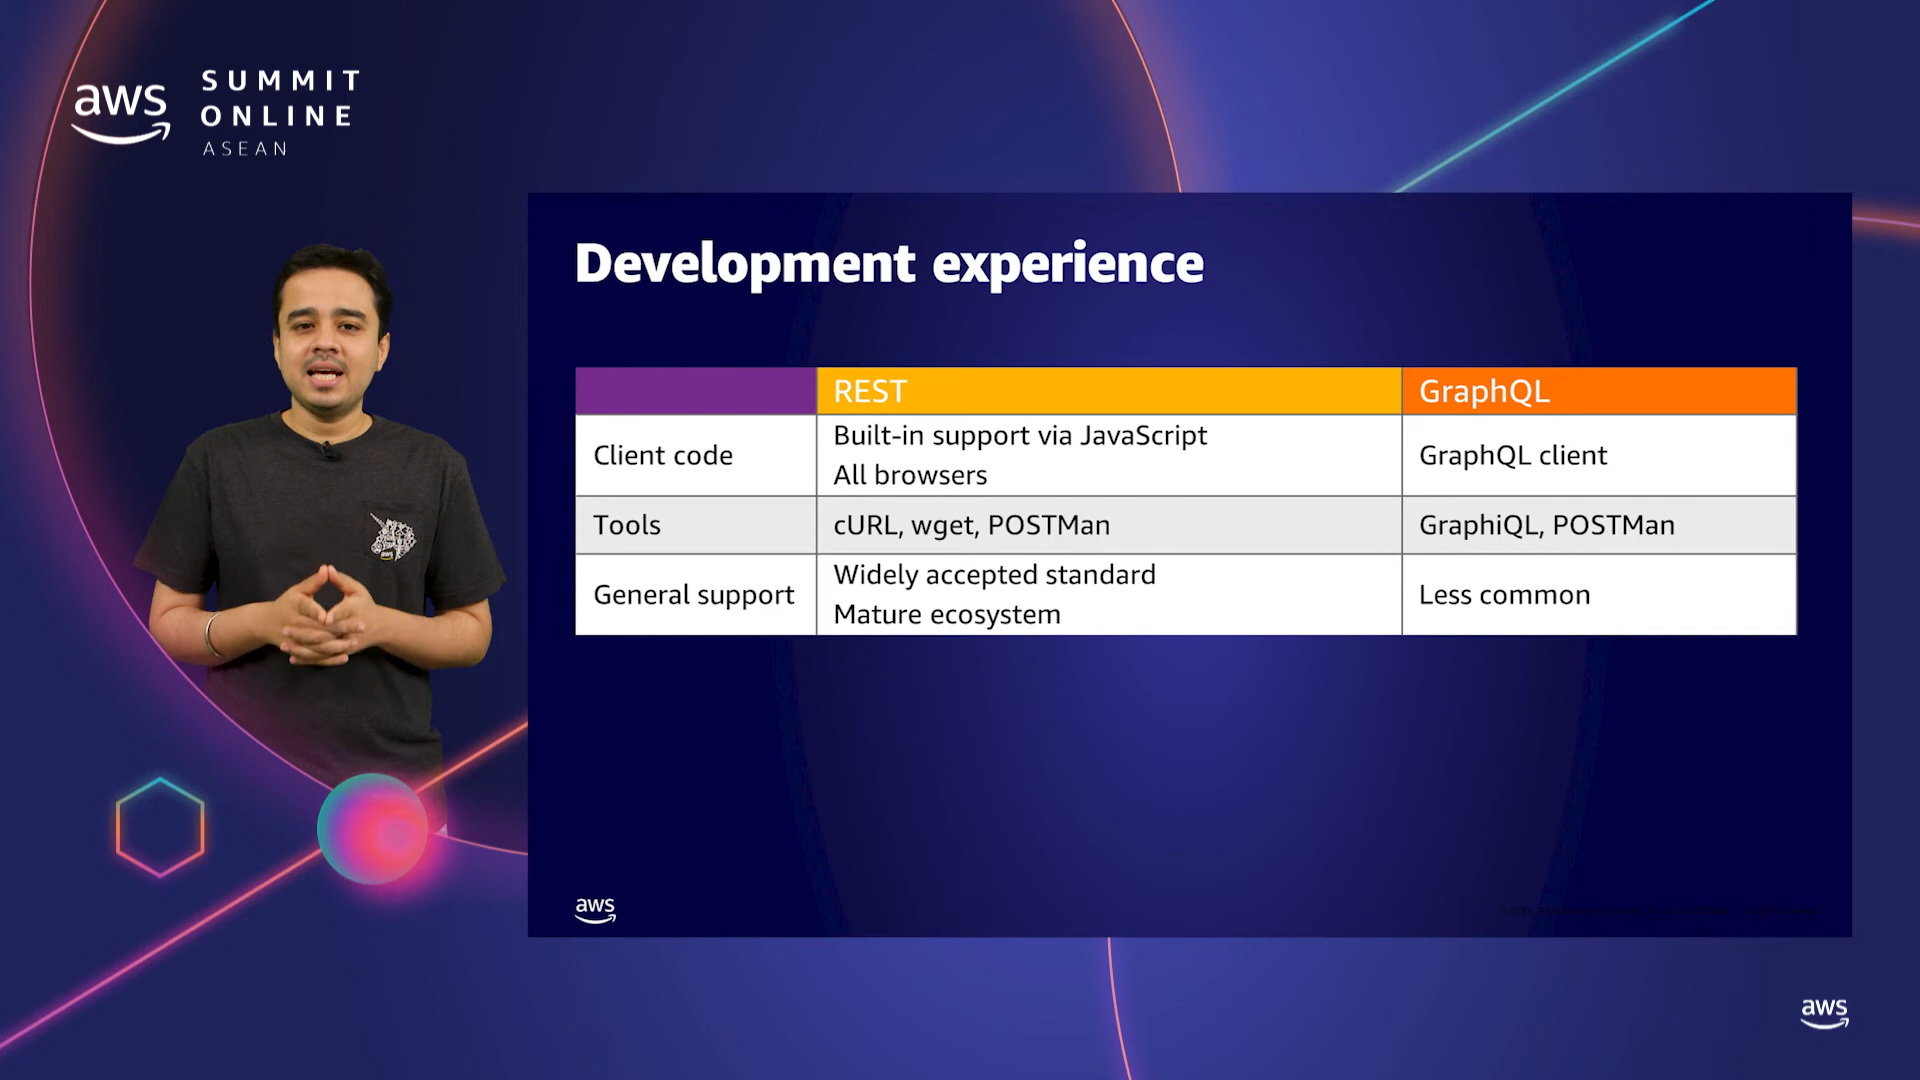 aws
SUMMIT
ONLINE
ASEAN
Development experience
REST
GraphQL
Client code
Built-in support via JavaScript
All browsers
GraphQL client
Tools
cURL, wget, POSTMan
GraphiQL, POSTMan
General support
Widely accepted standard
Mature ecosystem
Less common
aws
aws
aws